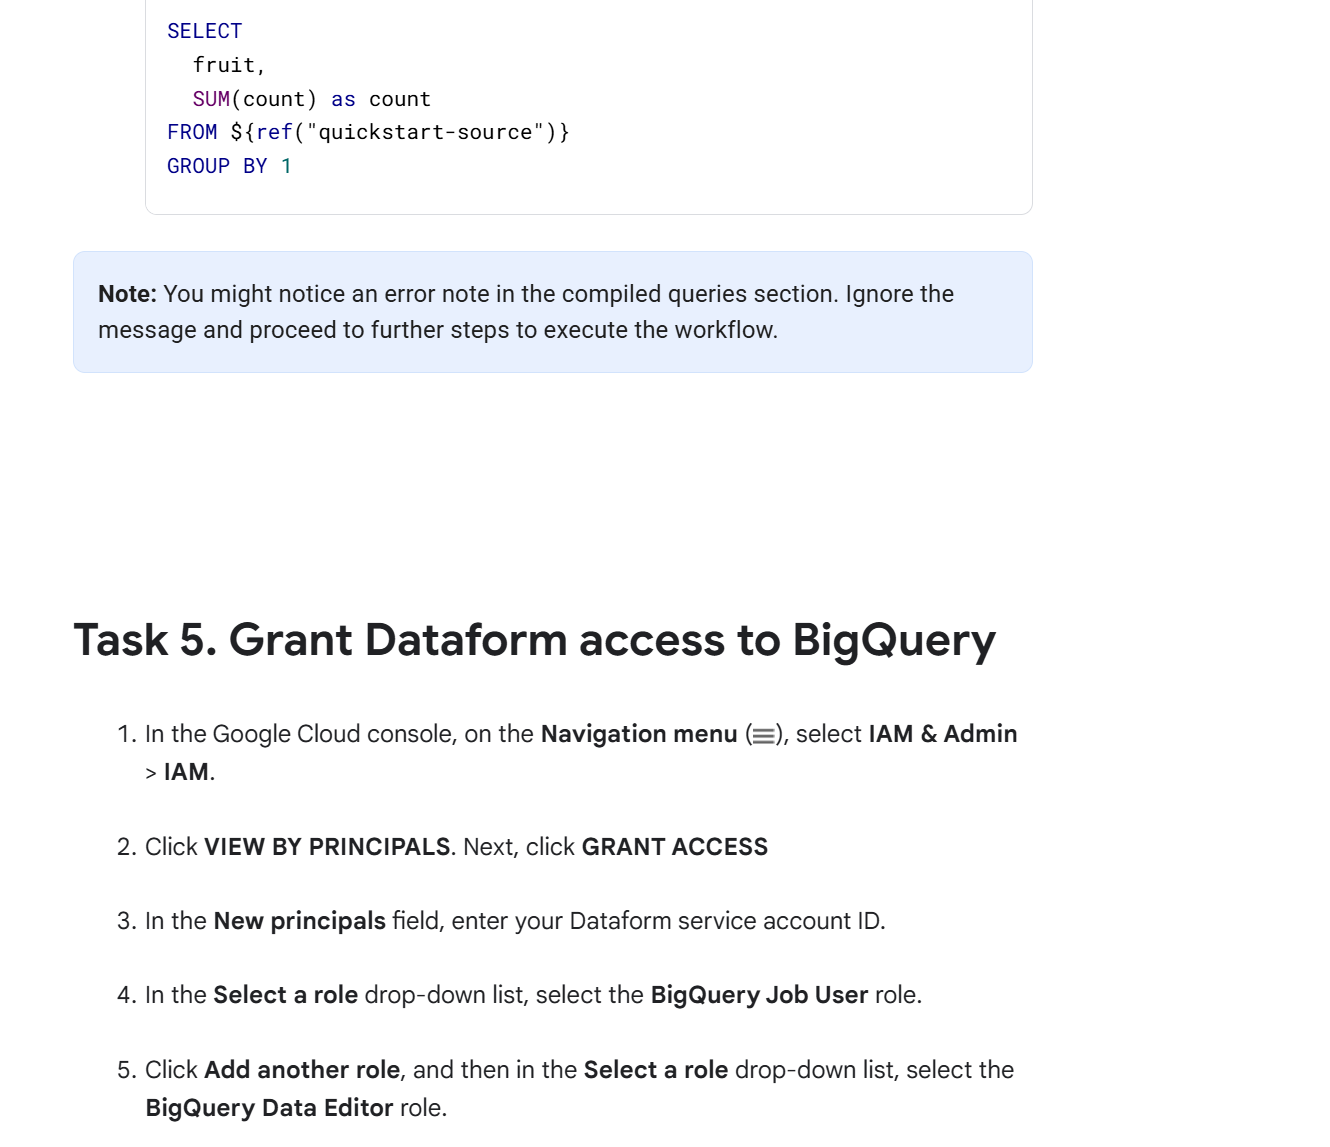 SELECT
  fruit,
  SUM(count) as count
FROM ${ref("quickstart-source")}
GROUP BY 1
Note: You might notice an error note in the compiled queries section. Ignore the
message and proceed to further steps to execute the workflow.
Task 5. Grant Dataform access to BigQuery
1. In the Google Cloud console, on the Navigation menu (☰), select IAM & Admin
> IAM.
2. Click VIEW BY PRINCIPALS. Next, click GRANT ACCESS
3. In the New principals field, enter your Dataform service account ID.
4. In the Select a role drop-down list, select the BigQuery Job User role.
5. Click Add another role, and then in the Select a role drop-down list, select the
BigQuery Data Editor role.